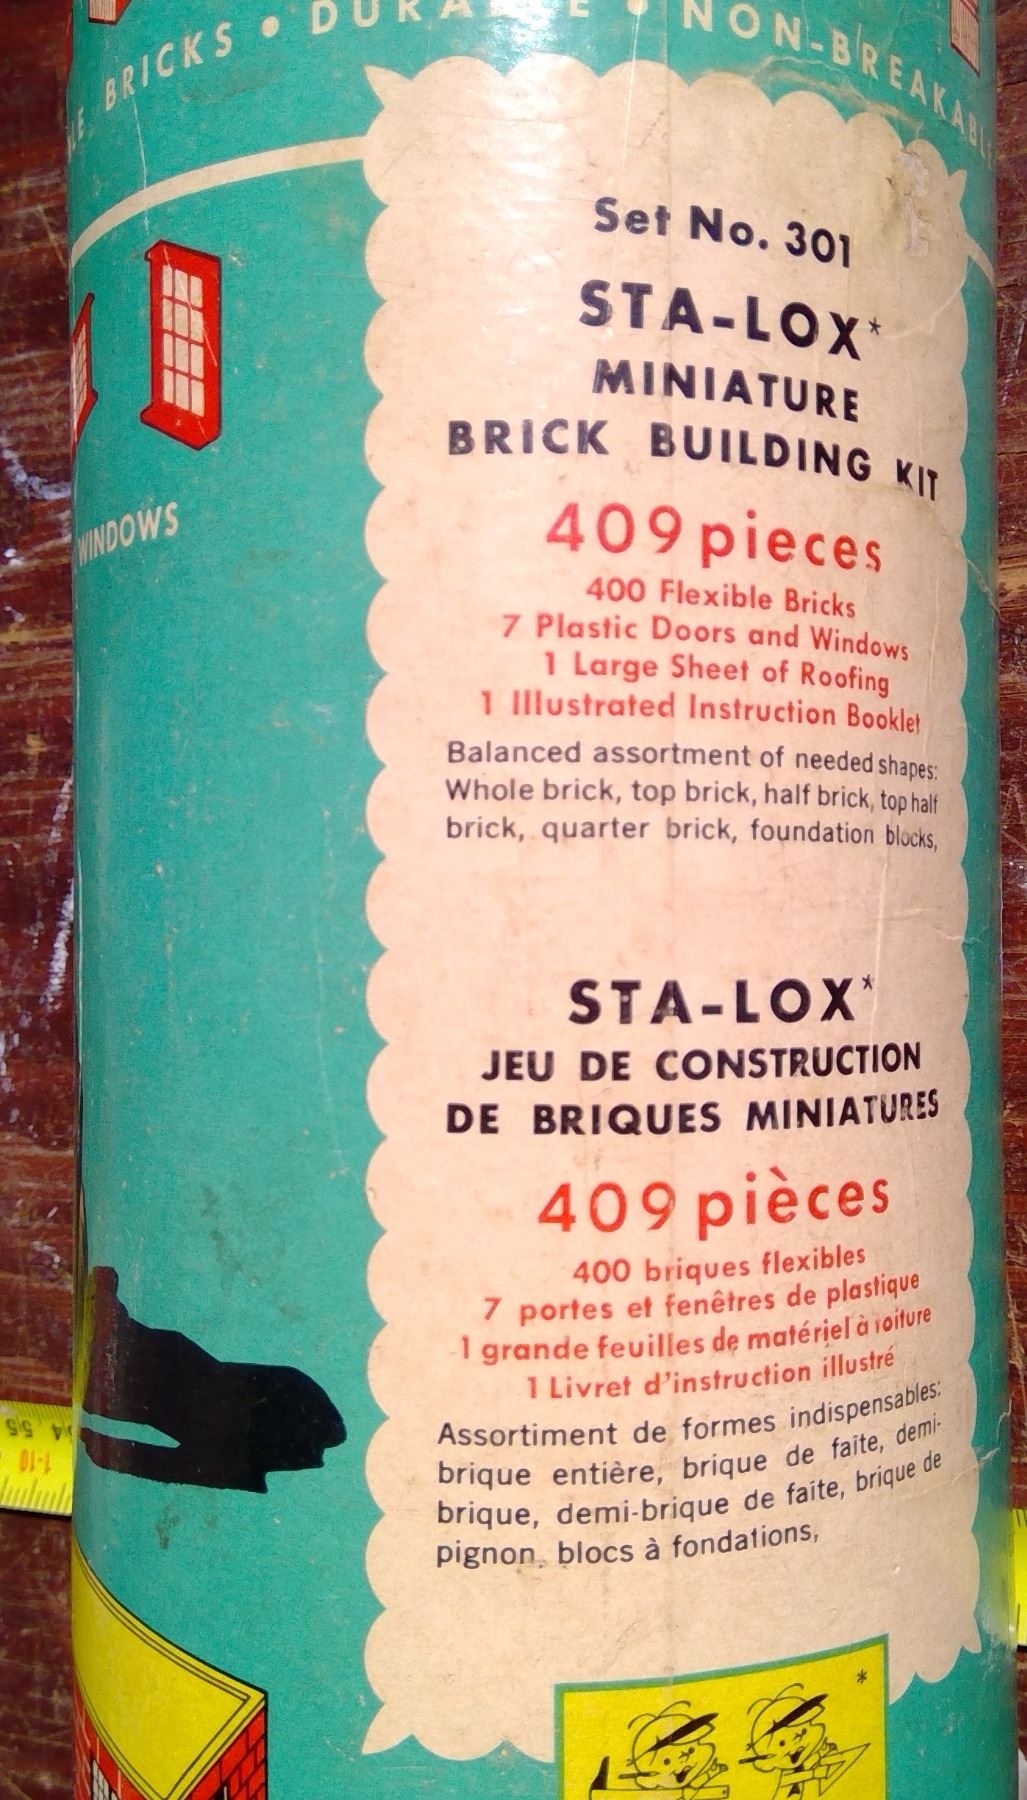 BRICKS • DURA E • NON-BREAKABLE
WINDOWS
Set No. 301
STA-LOX*
MINIATURE
BRICK BUILDING KIT
409 pieces
400 Flexible Bricks
7 Plastic Doors and Windows
1 Large Sheet of Roofing
1 Illustrated Instruction Booklet
Balanced assortment of needed shapes:
Whole brick, top brick, half brick, top half
brick, quarter brick, foundation blocks,
STA-LOX*
JEU DE CONSTRUCTION
DE BRIQUES MINIATURES
409 pièces
400 briques flexibles
7 portes et fenêtres de plastique
1 grande feuilles de matériel à toiture
1 Livret d'instruction illustré
Assortiment de formes indispensables:
brique entière, brique de faîte, demi-
brique, demi-brique de faîte, brique de
pignon, blocs à fondations,
*